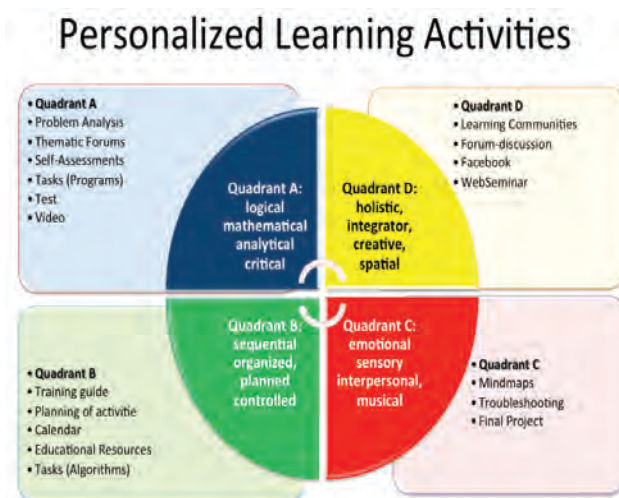 Personalized Learning Activities
• Quadrant A
• Problem Analysis
• Thematic Forums
• Self-Assessments
• Tasks (Programs)
• Test
• Video
Quadrant A:
logical
mathematical
analytical
critical
Quadrant D:
holistic,
integrator,
creative,
spatial
• Quadrant D
• Learning Communities
• Forum-discussion
• Facebook
• WebSeminar
• Quadrant B
• Training guide
• Planning of activitie
• Calendar
• Educational Resources
• Tasks (Algorithms)
Quadrant B:
sequential
organized,
planned
controlled
Quadrant C:
emotional
sensory
interpersonal,
musical
• Quadrant C
• Mindmaps
• Troubleshooting
• Final Project